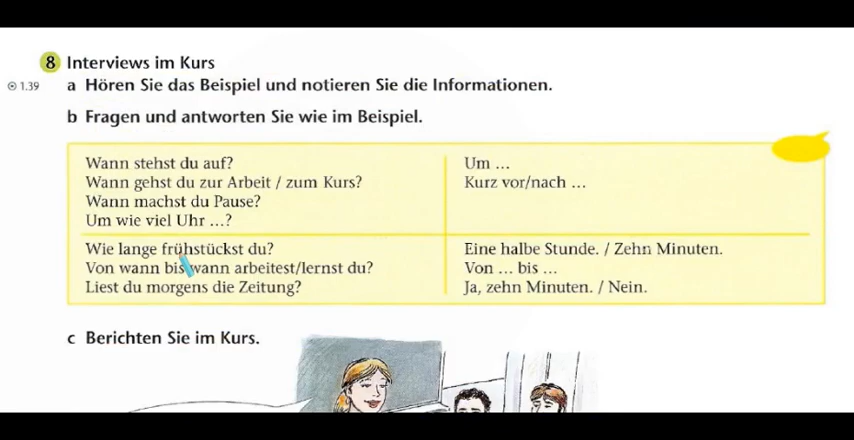 8 Interviews im Kurs
1.39 a Hören Sie das Beispiel und notieren Sie die Informationen.
b Fragen und antworten Sie wie im Beispiel.
Wann stehst du auf? Um ...
Wann gehst du zur Arbeit / zum Kurs? Kurz vor/nach ...
Wann machst du Pause?
Um wie viel Uhr ...?
Wie lange frühstückst du? Eine halbe Stunde. / Zehn Minuten.
Von wann bis wann arbeitest/lernst du? Von ... bis ...
Liest du morgens die Zeitung? Ja, zehn Minuten. / Nein.
c Berichten Sie im Kurs.